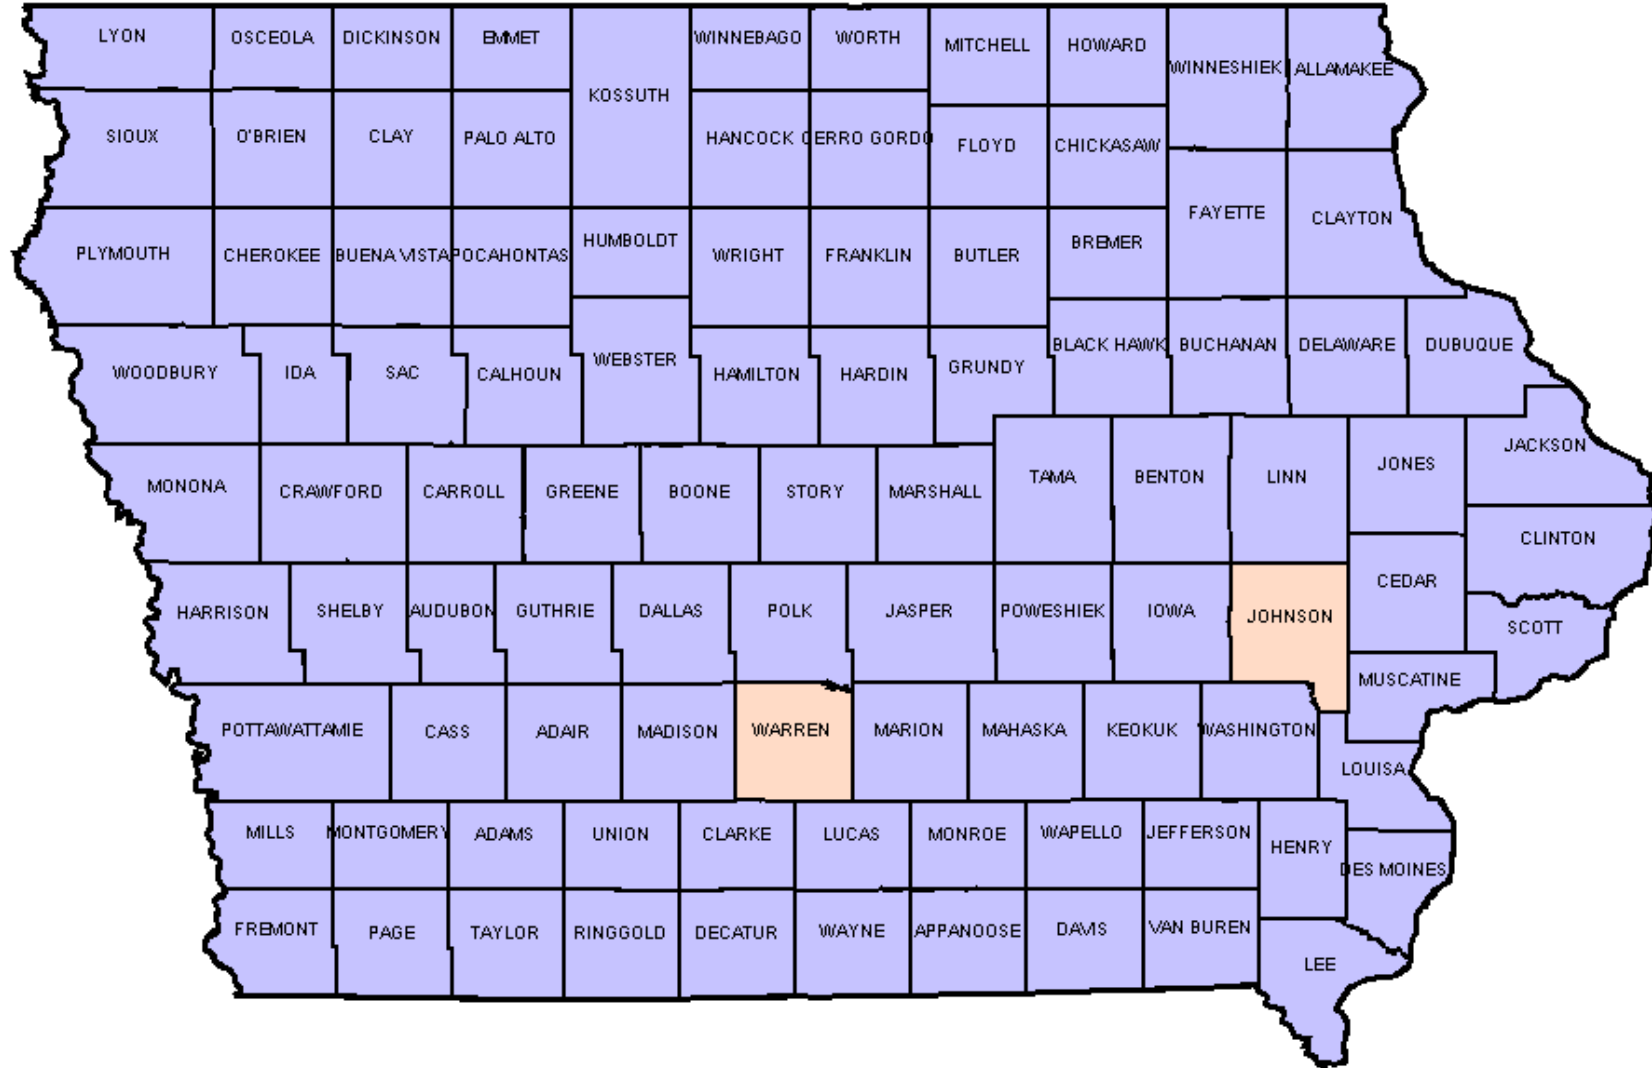 LYON
OSCEOLA
DICKINSON
EMMET
WINNEBAGO
WORTH
MITCHELL
HOWARD
WINNESHIEK
ALLAMAKEE
KOSSUTH
SIOUX
O'BRIEN
CLAY
PALO ALTO
HANCOCK
CERRO GORDO
FLOYD
CHICKASAW
FAYETTE
CLAYTON
PLYMOUTH
CHEROKEE
BUENA VISTA
POCAHONTAS
HUMBOLDT
WRIGHT
FRANKLIN
BUTLER
BREMER
WOODBURY
IDA
SAC
CALHOUN
WEBSTER
HAMILTON
HARDIN
GRUNDY
BLACK HAWK
BUCHANAN
DELAWARE
DUBUQUE
MONONA
CRAWFORD
CARROLL
GREENE
BOONE
STORY
MARSHALL
TAMA
BENTON
LINN
JONES
JACKSON
CLINTON
HARRISON
SHELBY
AUDUBON
GUTHRIE
DALLAS
POLK
JASPER
POWESHIEK
IOWA
JOHNSON
CEDAR
SCOTT
MUSCATINE
POTTAWATTAMIE
CASS
ADAIR
MADISON
WARREN
MARION
MAHASKA
KEOKUK
WASHINGTON
LOUISA
MILLS
MONTGOMERY
ADAMS
UNION
CLARKE
LUCAS
MONROE
WAPELLO
JEFFERSON
HENRY
DES MOINES
FREMONT
PAGE
TAYLOR
RINGGOLD
DECATUR
WAYNE
APPANOOSE
DAVIS
VAN BUREN
LEE